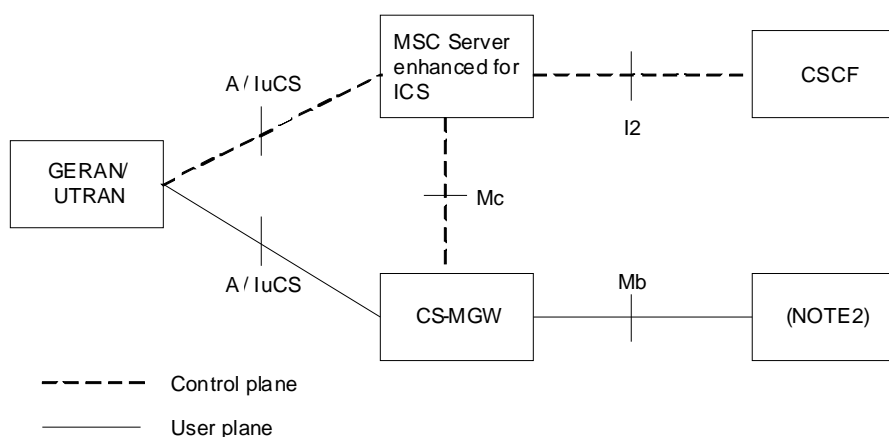 MSC Server
enhanced for
ICS
CSCF
A / IuCS
I2
GERAN/
UTRAN
Mc
A / IuCS
Mb
CS-MGW
(NOTE2)
Control plane
User plane